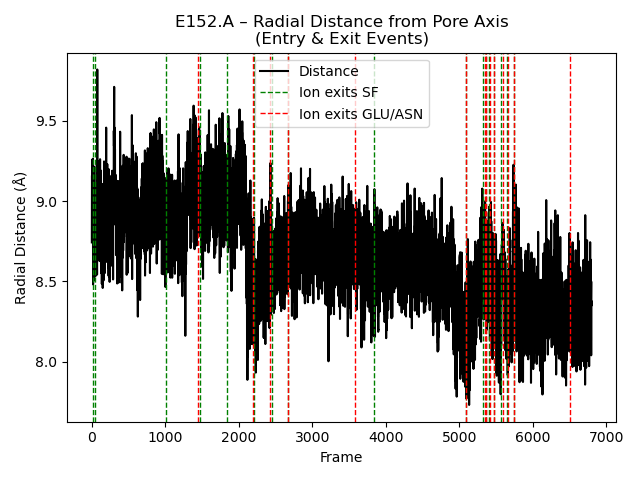 E152.A – Radial Distance from Pore Axis
(Entry & Exit Events)
Distance
Ion exits SF
Ion exits GLU/ASN
Radial Distance (Å)
9.5
9.0
8.5
8.0
0 1000 2000 3000 4000 5000 6000 7000
Frame